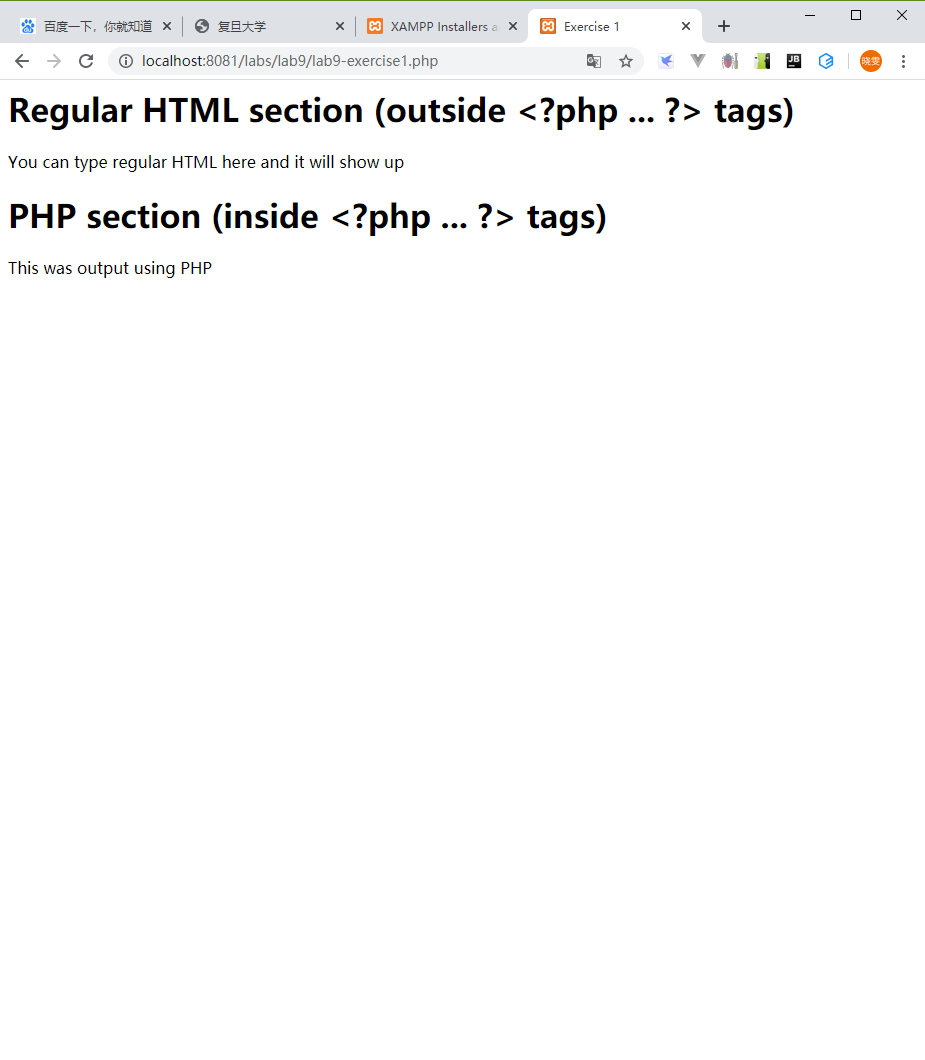 百度一下，你就知道
复旦大学
XAMPP Installers a
Exercise 1
localhost:8081/labs/lab9/lab9-exercise1.php
JB
晓雯
Regular HTML section (outside <?php ... ?> tags)
You can type regular HTML here and it will show up
PHP section (inside <?php ... ?> tags)
This was output using PHP